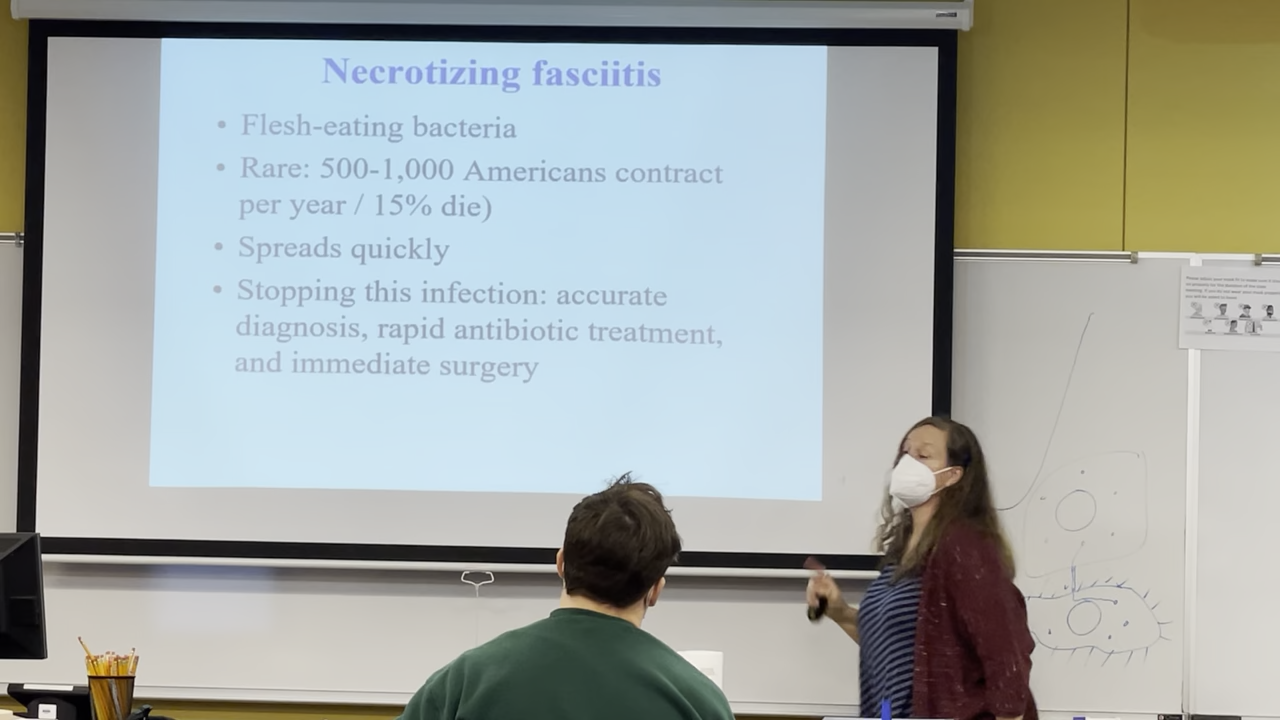 Necrotizing fasciitis
• Flesh-eating bacteria
• Rare: 500-1,000 Americans contract
per year / 15% die)
• Spreads quickly
• Stopping this infection: accurate
diagnosis, rapid antibiotic treatment,
and immediate surgery